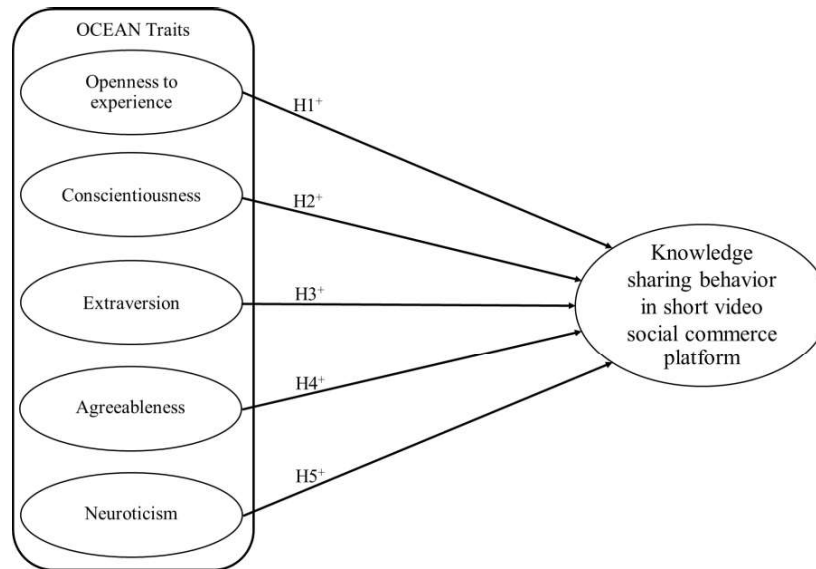 OCEAN Traits
Openness to
experience
H1⁺
Conscientiousness
H2⁺
Extraversion
H3⁺
Agreeableness
H4⁺
Neuroticism
H5⁺
Knowledge
sharing behavior
in short video
social commerce
platform